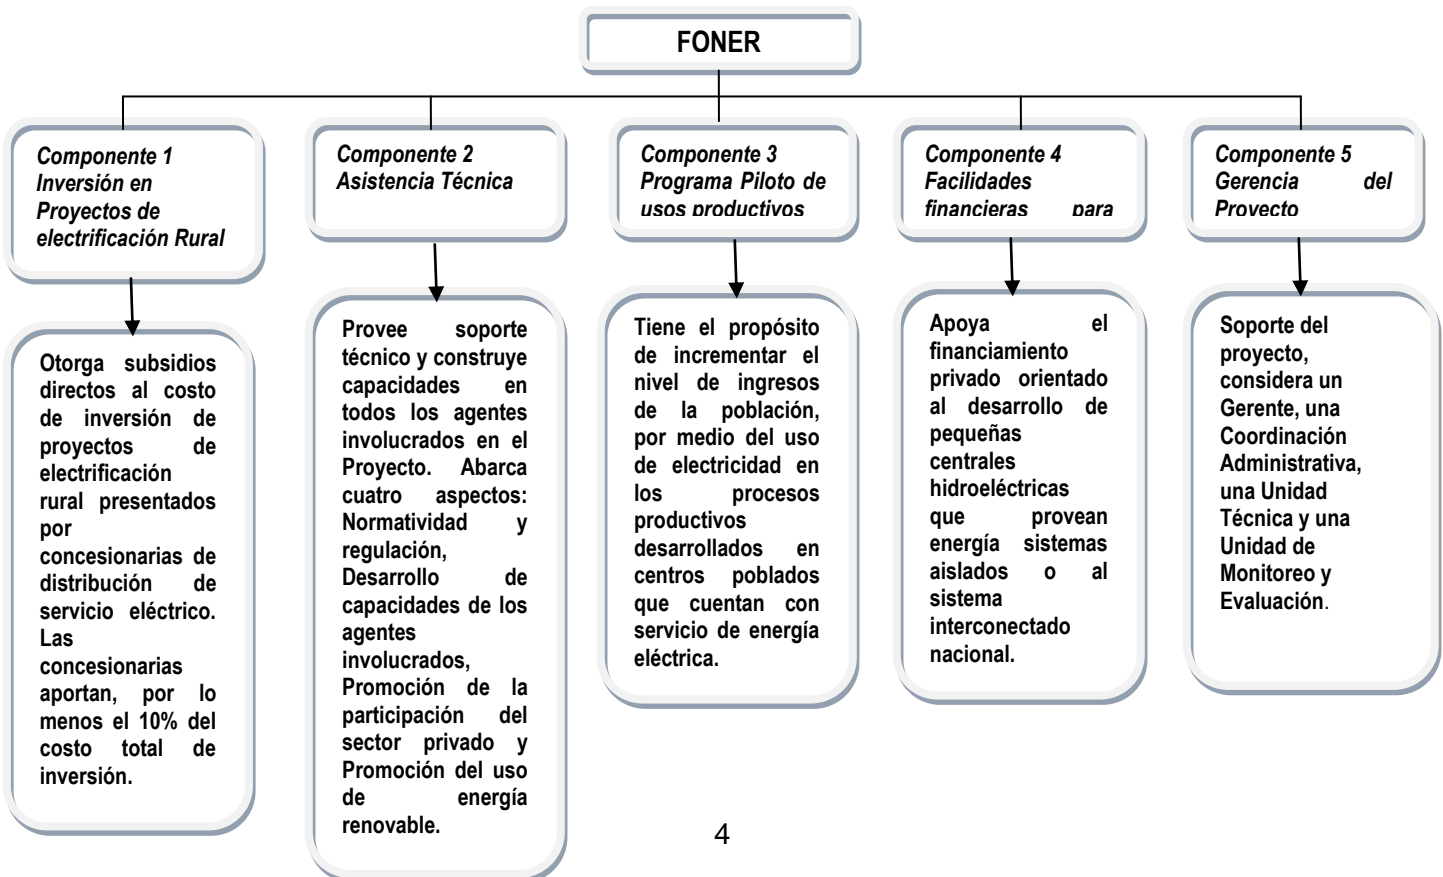 FONER
Componente 1
Inversión en
Proyectos de
electrificación Rural
Componente 2
Asistencia Técnica
Componente 3
Programa Piloto de
usos productivos
Componente 4
Facilidades
financieras para
Componente 5
Gerencia del
Proyecto
Otorga subsidios
directos al costo
de inversión de
proyectos de
electrificación
rural presentados
por
concesionarias de
distribución de
servicio eléctrico.
Las
concesionarias
aportan, por lo
menos el 10% del
costo total de
inversión.
Provee soporte
técnico y construye
capacidades en
todos los agentes
involucrados en el
Proyecto. Abarca
cuatro aspectos:
Normatividad y
regulación,
Desarrollo de
capacidades de los
agentes
involucrados,
Promoción de la
participación del
sector privado y
Promoción del uso
de energía
renovable.
Tiene el propósito
de incrementar el
nivel de ingresos
de la población,
por medio del uso
de electricidad en
los procesos
productivos
desarrollados en
centros poblados
que cuentan con
servicio de energía
eléctrica.
Apoya el
financiamiento
privado orientado
al desarrollo de
pequeñas
centrales
hidroeléctricas
que provean
energía sistemas
aislados o al
sistema
interconectado
nacional.
Soporte del
proyecto,
considera un
Gerente, una
Coordinación
Administrativa,
una Unidad
Técnica y una
Unidad de
Monitoreo y
Evaluación.
4